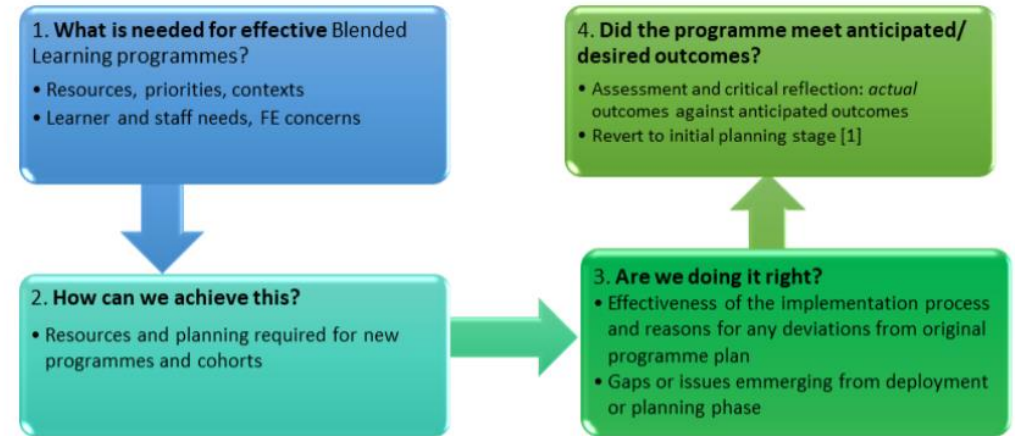 1. What is needed for effective Blended
Learning programmes?
• Resources, priorities, contexts
• Learner and staff needs, FE concerns
2. How can we achieve this?
• Resources and planning required for new
programmes and cohorts
3. Are we doing it right?
• Effectiveness of the implementation process
and reasons for any deviations from original
programme plan
• Gaps or issues emmerging from deployment
or planning phase
4. Did the programme meet anticipated/
desired outcomes?
• Assessment and critical reflection: actual
outcomes against anticipated outcomes
• Revert to initial planning stage [1]